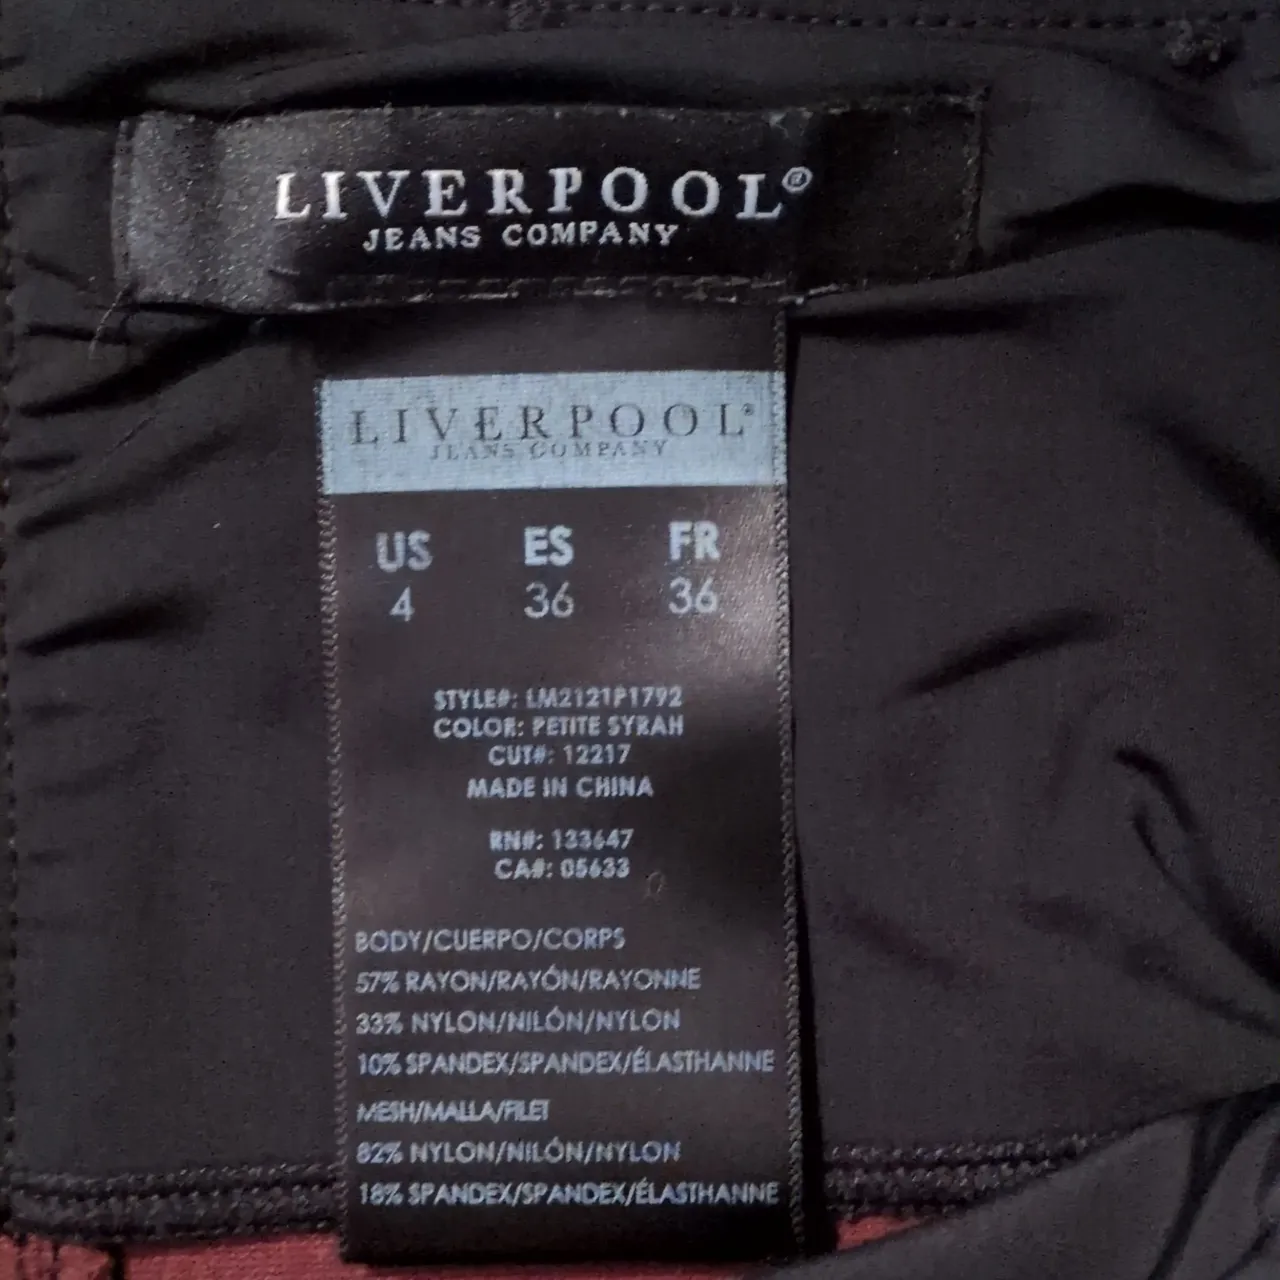 LIVERPOOL®
JEANS COMPANY
LIVERPOOL®
JEANS COMPANY
US ES FR
4 36 36
STYLE#: LM2121P1792
COLOR: PETITE SYRAH
CUT#: 12217
MADE IN CHINA
RN#: 133647
CA#: 05633
BODY/CUERPO/CORPS
57% RAYON/RAYÓN/RAYONNE
33% NYLON/NILÓN/NYLON
10% SPANDEX/SPANDEX/ÉLASTHANNE
MESH/MALLA/FILET
82% NYLON/NILÓN/NYLON
18% SPANDEX/SPANDEX/ÉLASTHANNE